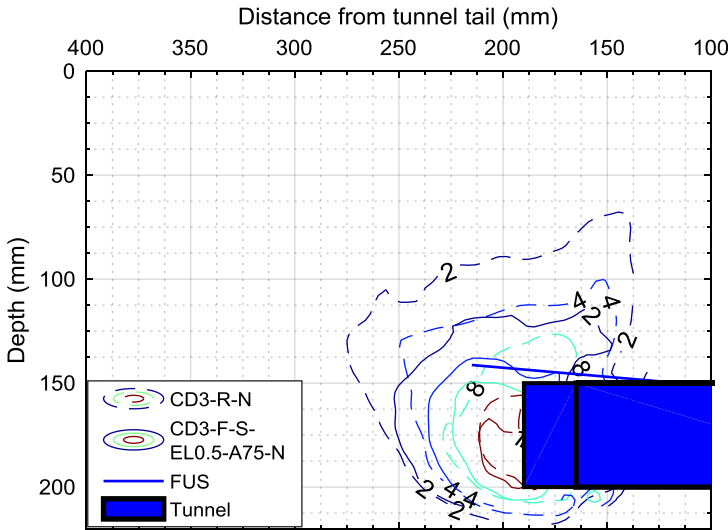 Distance from tunnel tail (mm)
400 350 300 250 200 150 100
0
50
100
150
200
Depth (mm)
2
4 4
2
2
8
8
2 4 4
2
CD3-R-N
CD3-F-S-
EL0.5-A75-N
FUS
Tunnel